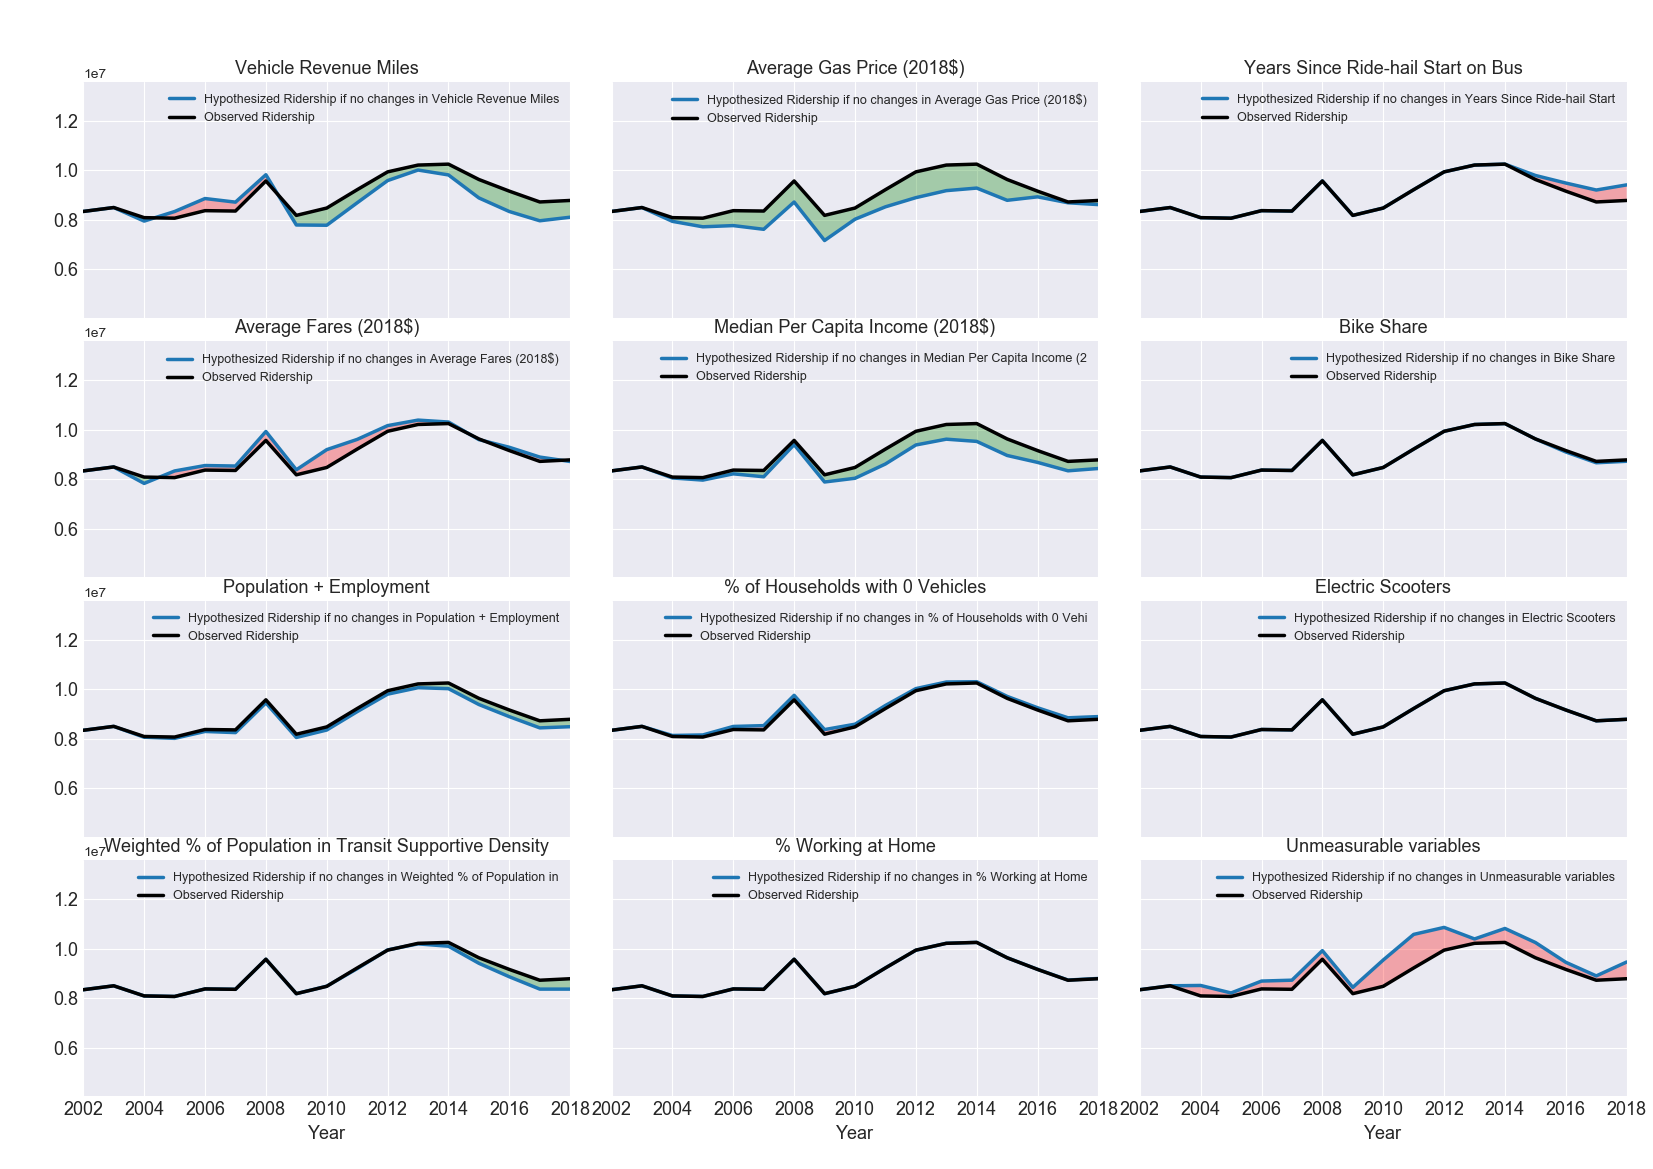 Vehicle Revenue Miles
1e7
Hypothesized Ridership if no changes in Vehicle Revenue Miles
Observed Ridership
1.2
1.0
0.8
0.6
Average Gas Price (2018$)
Hypothesized Ridership if no changes in Average Gas Price (2018$)
Observed Ridership
Years Since Ride-hail Start on Bus
Hypothesized Ridership if no changes in Years Since Ride-hail Start
Observed Ridership
Average Fares (2018$)
1e7
Hypothesized Ridership if no changes in Average Fares (2018$)
Observed Ridership
1.2
1.0
0.8
0.6
Median Per Capita Income (2018$)
Hypothesized Ridership if no changes in Median Per Capita Income (2
Observed Ridership
Bike Share
Hypothesized Ridership if no changes in Bike Share
Observed Ridership
Population + Employment
1e7
Hypothesized Ridership if no changes in Population + Employment
Observed Ridership
1.2
1.0
0.8
0.6
% of Households with 0 Vehicles
Hypothesized Ridership if no changes in % of Households with 0 Vehi
Observed Ridership
Electric Scooters
Hypothesized Ridership if no changes in Electric Scooters
Observed Ridership
Weighted % of Population in Transit Supportive Density
1e7
Hypothesized Ridership if no changes in Weighted % of Population in
Observed Ridership
1.2
1.0
0.8
0.6
2002 2004 2006 2008 2010 2012 2014 2016 2018
Year
% Working at Home
Hypothesized Ridership if no changes in % Working at Home
Observed Ridership
2002 2004 2006 2008 2010 2012 2014 2016 2018
Year
Unmeasurable variables
Hypothesized Ridership if no changes in Unmeasurable variables
Observed Ridership
2002 2004 2006 2008 2010 2012 2014 2016 2018
Year